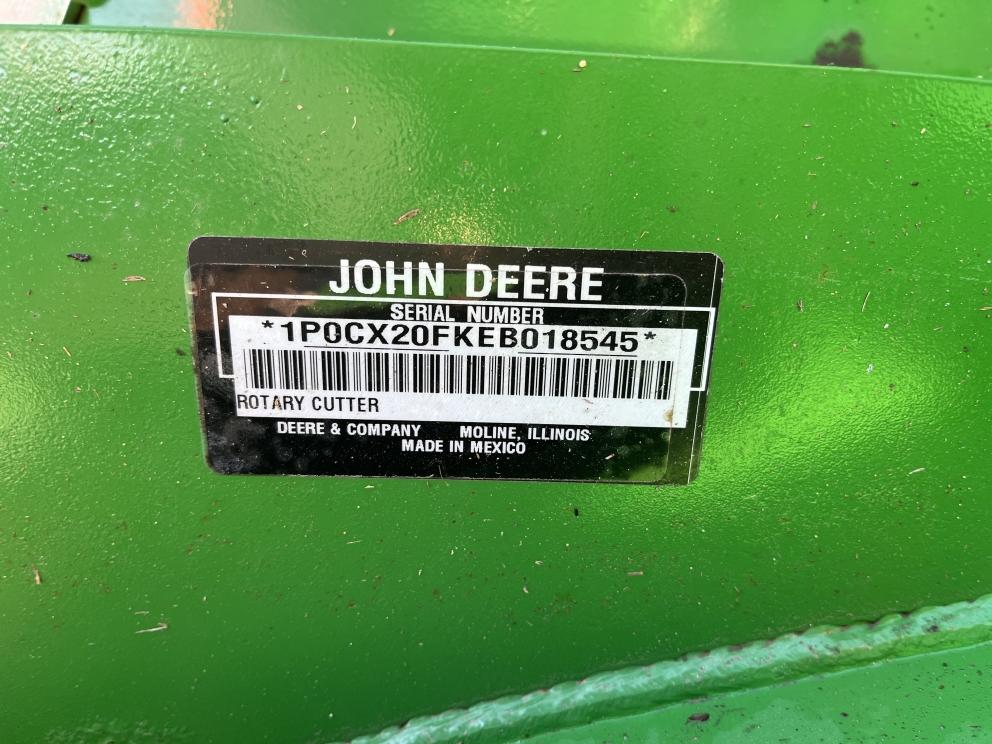 JOHN DEERE
SERIAL NUMBER
*1P0CX20FKEB018545*
ROTARY CUTTER
DEERE & COMPANY MOLINE, ILLINOIS
MADE IN MEXICO